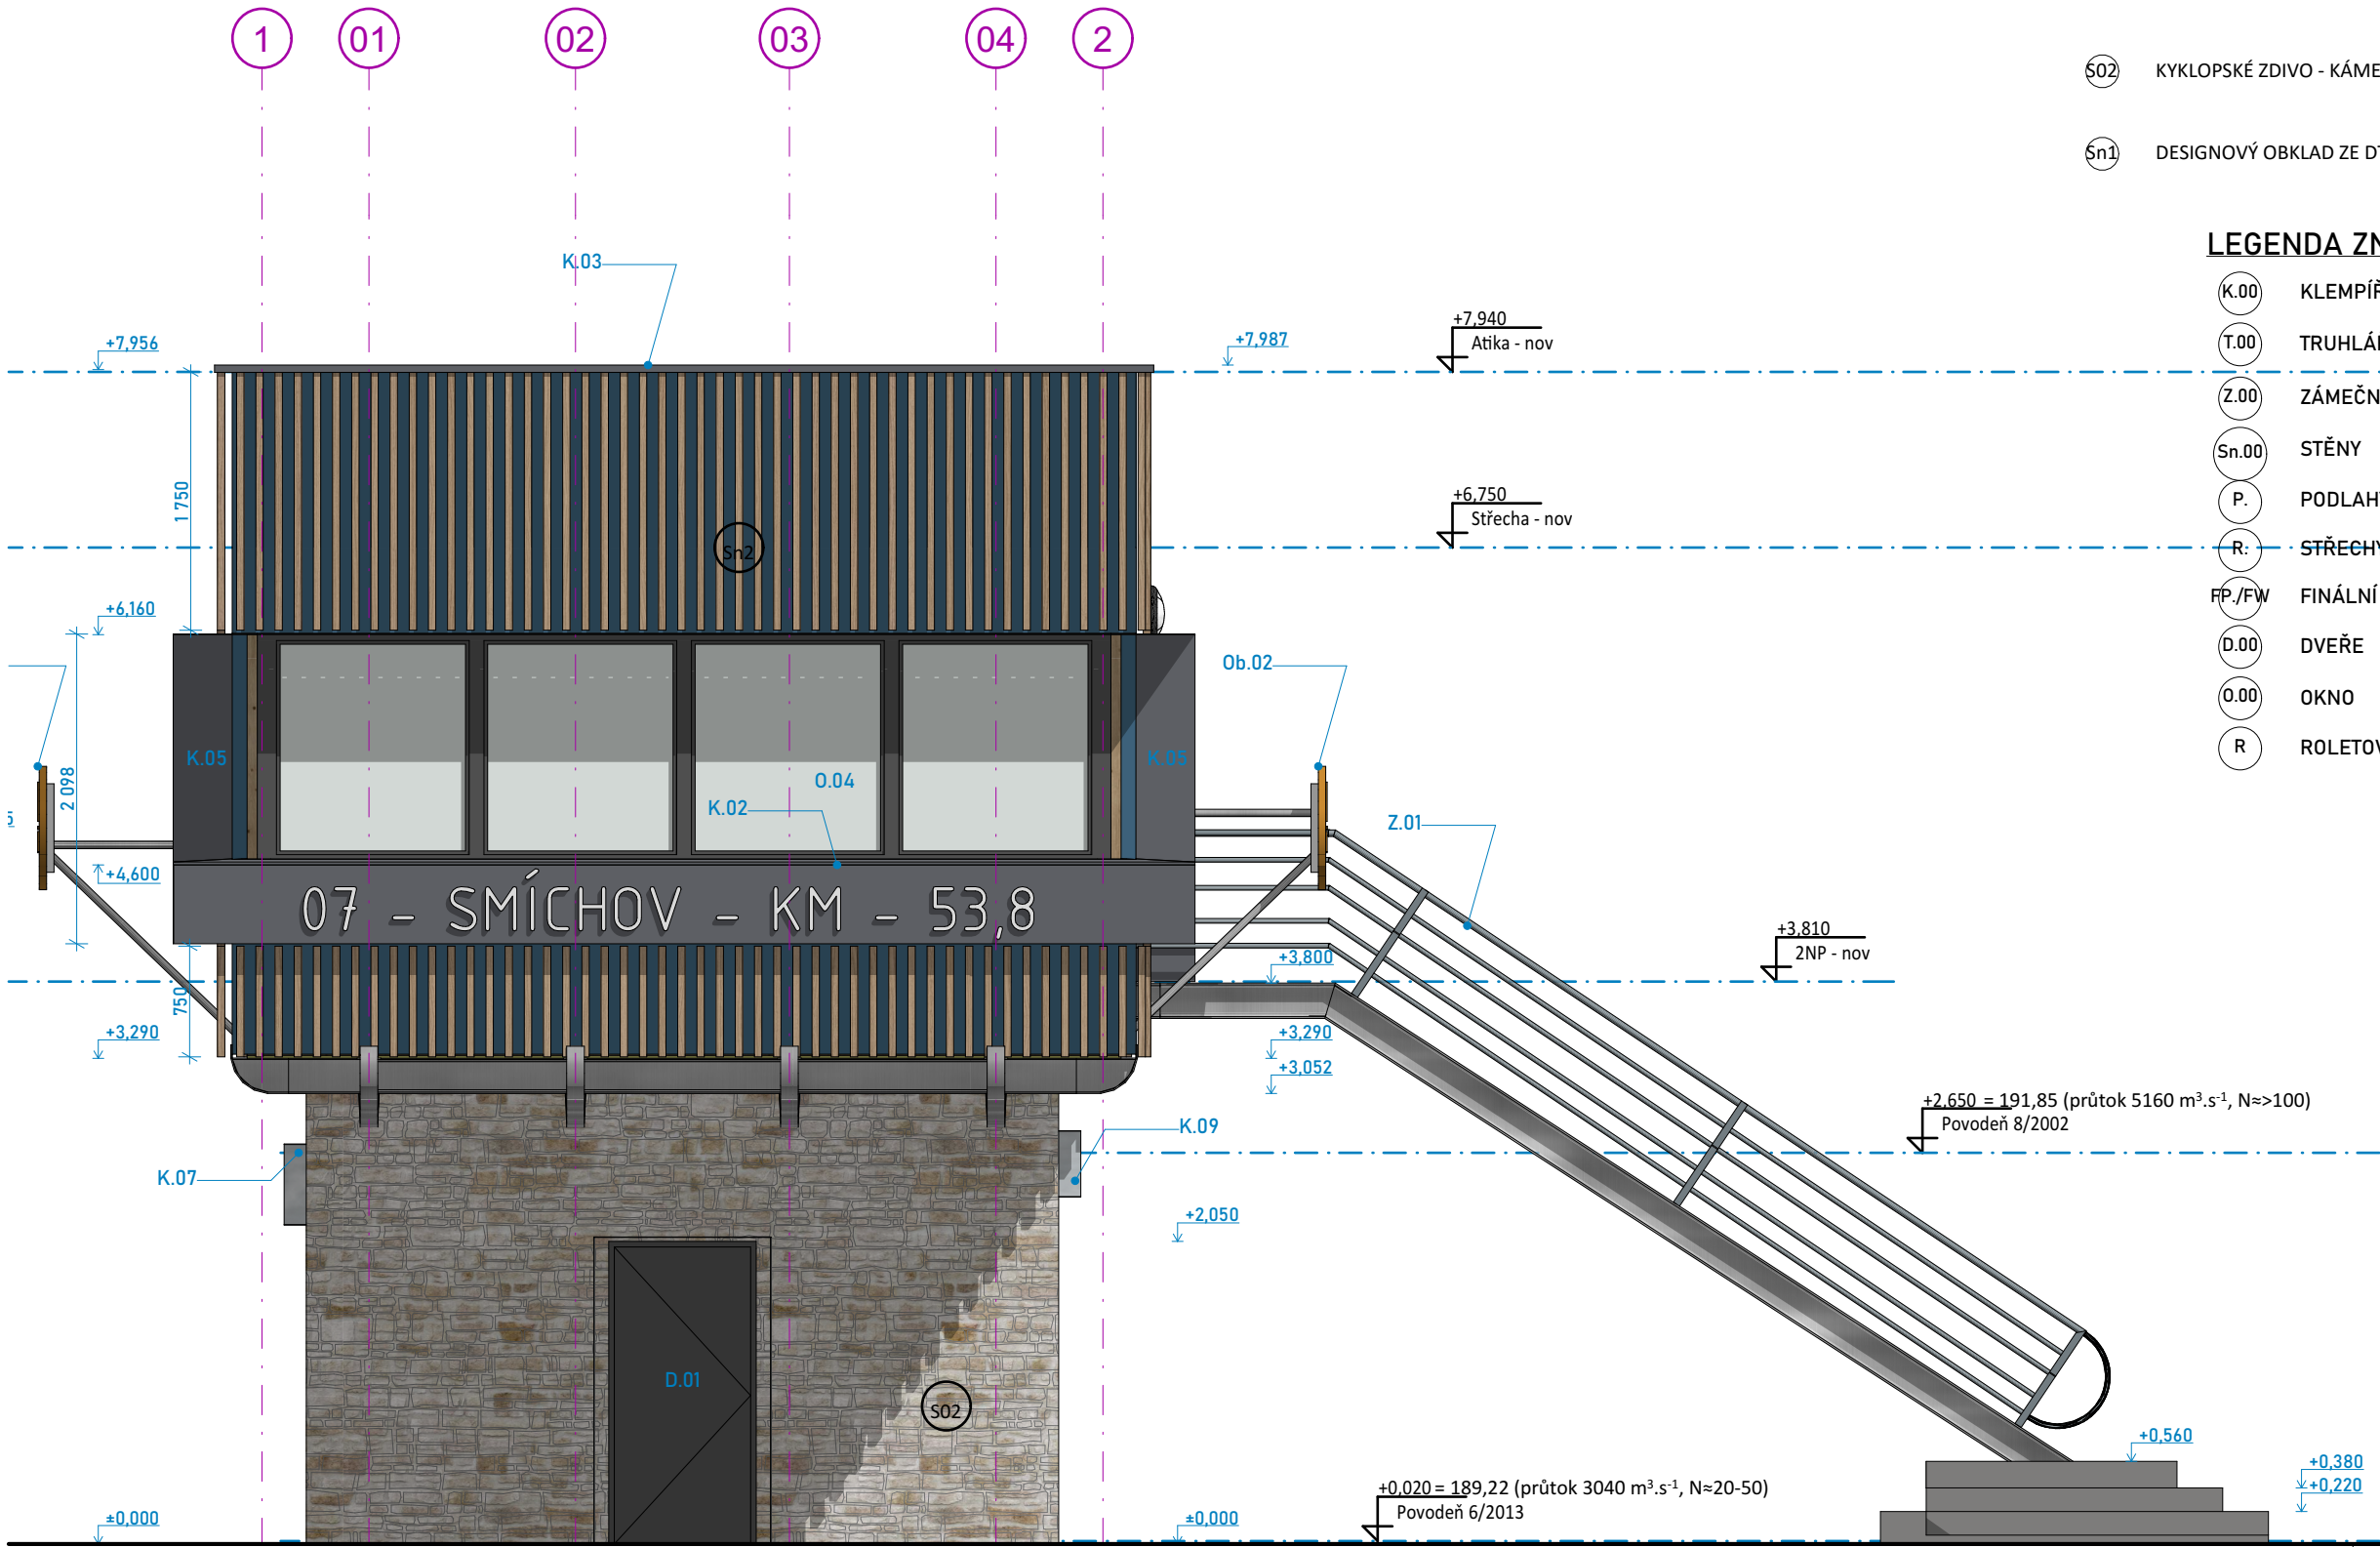 1 01 02 03 04 2
S02 KYKLOPSKÉ ZDIVO - KÁME
Sn1 DESIGNOVÝ OBKLAD ZE D
LEGENDA ZN
K.00 KLEMPÍŘ
T.00 TRUHLÁ
Z.00 ZÁMEČN
Sn.00 STĚNY
P. PODLAH
R. STŘECHY
FP./FW FINÁLNÍ
D.00 DVEŘE
O.00 OKNO
R ROLETOV
K.03
+7,956
+7,987
+7,940
Atika - nov
1 750
+6,750
Střecha - nov
Sn2
+6,160
Ob.02
K.05
K.05
2 098
O.04
K.02
Z.01
+4,600
07 - SMÍCHOV - KM - 53,8
+3,810
2NP - nov
+3,800
750
+3,290
+3,290
+3,052
+2,650 = 191,85 (průtok 5160 m³.s⁻¹, N≈>100)
Povodeň 8/2002
K.09
K.07
+2,050
D.01
S02
+0,560
+0,380
+0,220
+0,020 = 189,22 (průtok 3040 m³.s⁻¹, N≈20-50)
Povodeň 6/2013
±0,000
±0,000